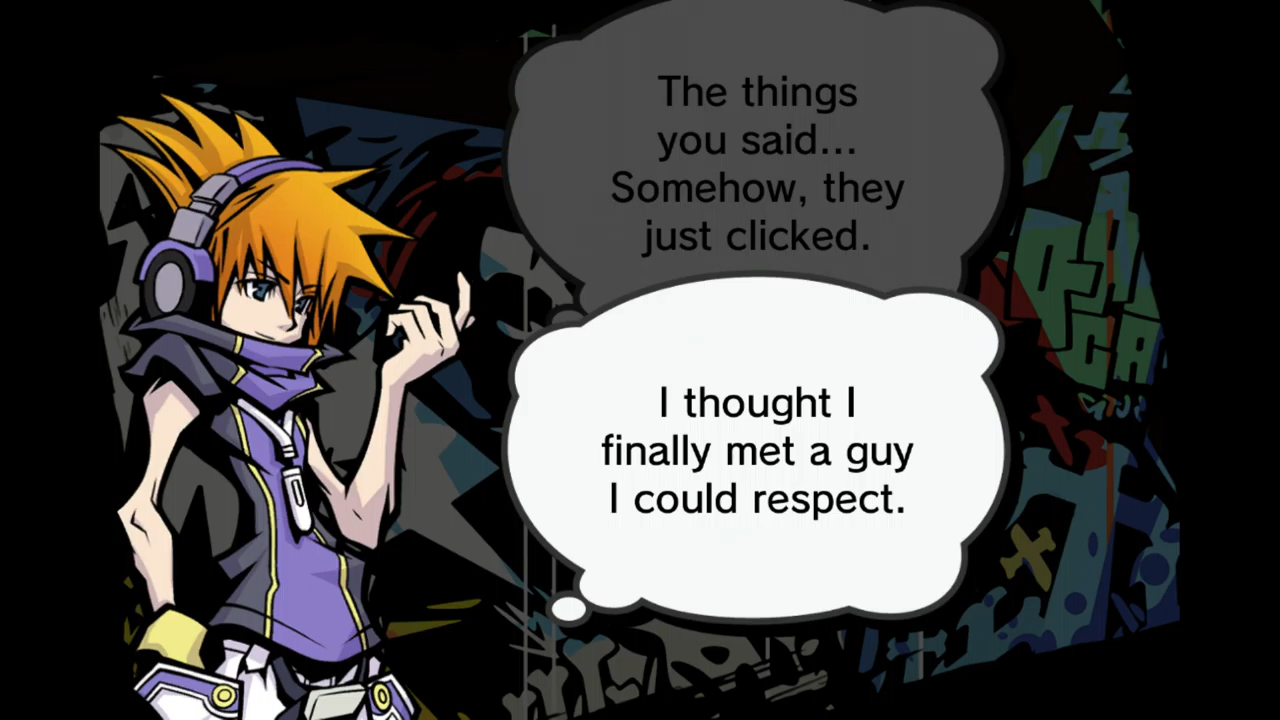 The things
you said...
Somehow, they
just clicked.
I thought I
finally met a guy
I could respect.